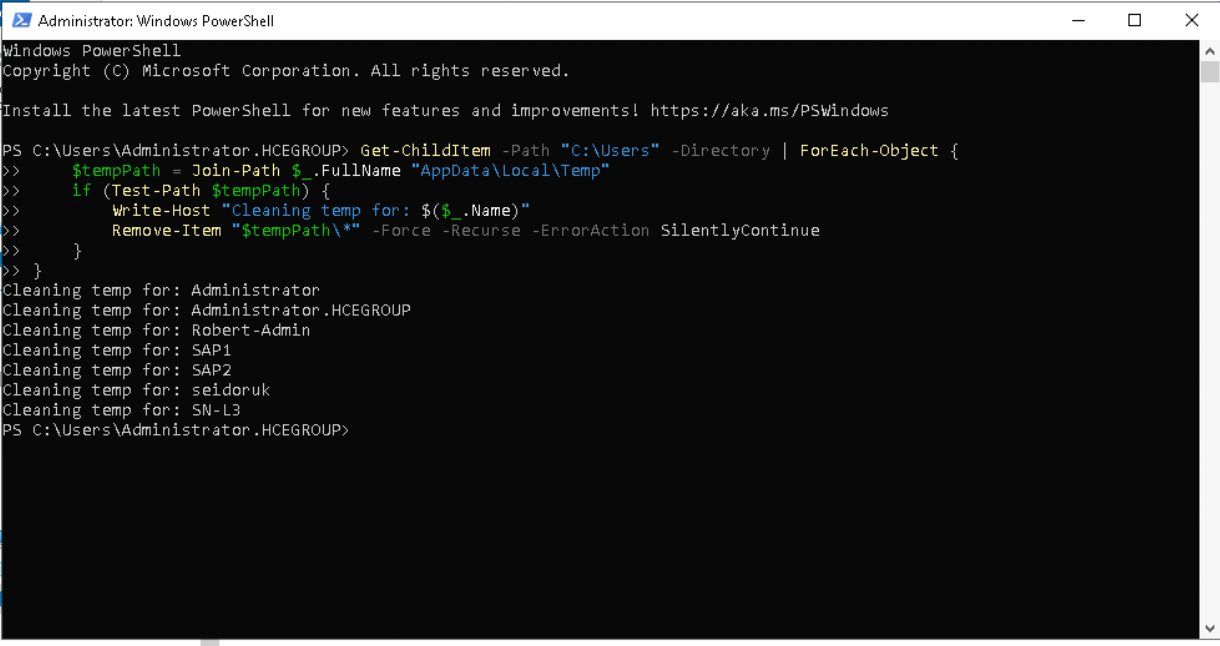 Administrator: Windows PowerShell
Windows PowerShell
Copyright (C) Microsoft Corporation. All rights reserved.
Install the latest PowerShell for new features and improvements! https://aka.ms/PSWindows
PS C:\Users\Administrator.HCEGROUP> Get-ChildItem -Path "C:\Users" -Directory | ForEach-Object {
>>     $tempPath = Join-Path $_.FullName "AppData\Local\Temp"
>>     if (Test-Path $tempPath) {
>>         Write-Host "Cleaning temp for: $($_.Name)"
>>         Remove-Item "$tempPath\*" -Force -Recurse -ErrorAction SilentlyContinue
>>     }
>> }
Cleaning temp for: Administrator
Cleaning temp for: Administrator.HCEGROUP
Cleaning temp for: Robert-Admin
Cleaning temp for: SAP1
Cleaning temp for: SAP2
Cleaning temp for: seidoruk
Cleaning temp for: SN-L3
PS C:\Users\Administrator.HCEGROUP>